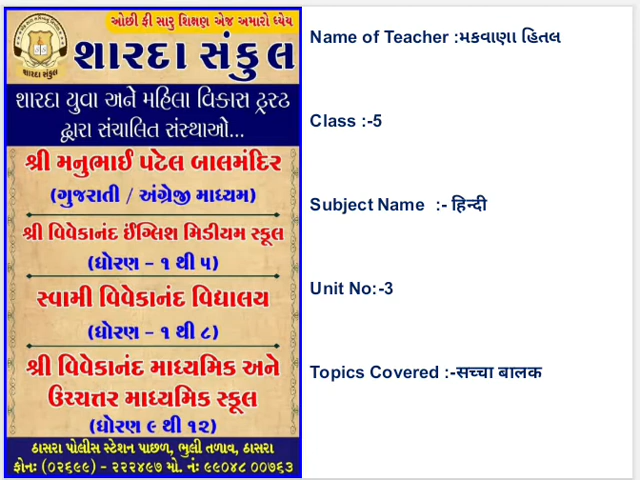 ઓછી ફી સારુ શિક્ષણ એજ અમારો ધ્યેય
શારદા સંકુલ
શારદા સંકુલ
શારદા યુવા અને મહિલા વિકાસ ટ્રસ્ટ
દ્વારા સંચાલિત સંસ્થાઓ...
શ્રી મનુભાઈ પટેલ બાલમંદિર
(ગુજરાતી / અંગ્રેજી માધ્યમ)
શ્રી વિવેકાનંદ ઈંગ્લિશ મિડીયમ સ્કૂલ
(ધોરણ - ૧ થી ૫)
સ્વામી વિવેકાનંદ વિદ્યાલય
(ધોરણ - ૧ થી ૮)
શ્રી વિવેકાનંદ માધ્યમિક અને
ઉચ્ચત્તર માધ્યમિક સ્કૂલ
(ધોરણ ૯ થી ૧૨)
ઠાસરા પોલીસ સ્ટેશન પાછળ, ભુલી તળાવ, ઠાસરા
ફોનઃ (૦૨૬૯૯) - ૨૨૨૪૯૭ મો. નંઃ ૯૯૦૪૮ ૦૦૭૬૩
Name of Teacher :મકવાણા હિતલ
Class :-5
Subject Name :- हिन्दी
Unit No:-3
Topics Covered :-सच्चा बालक